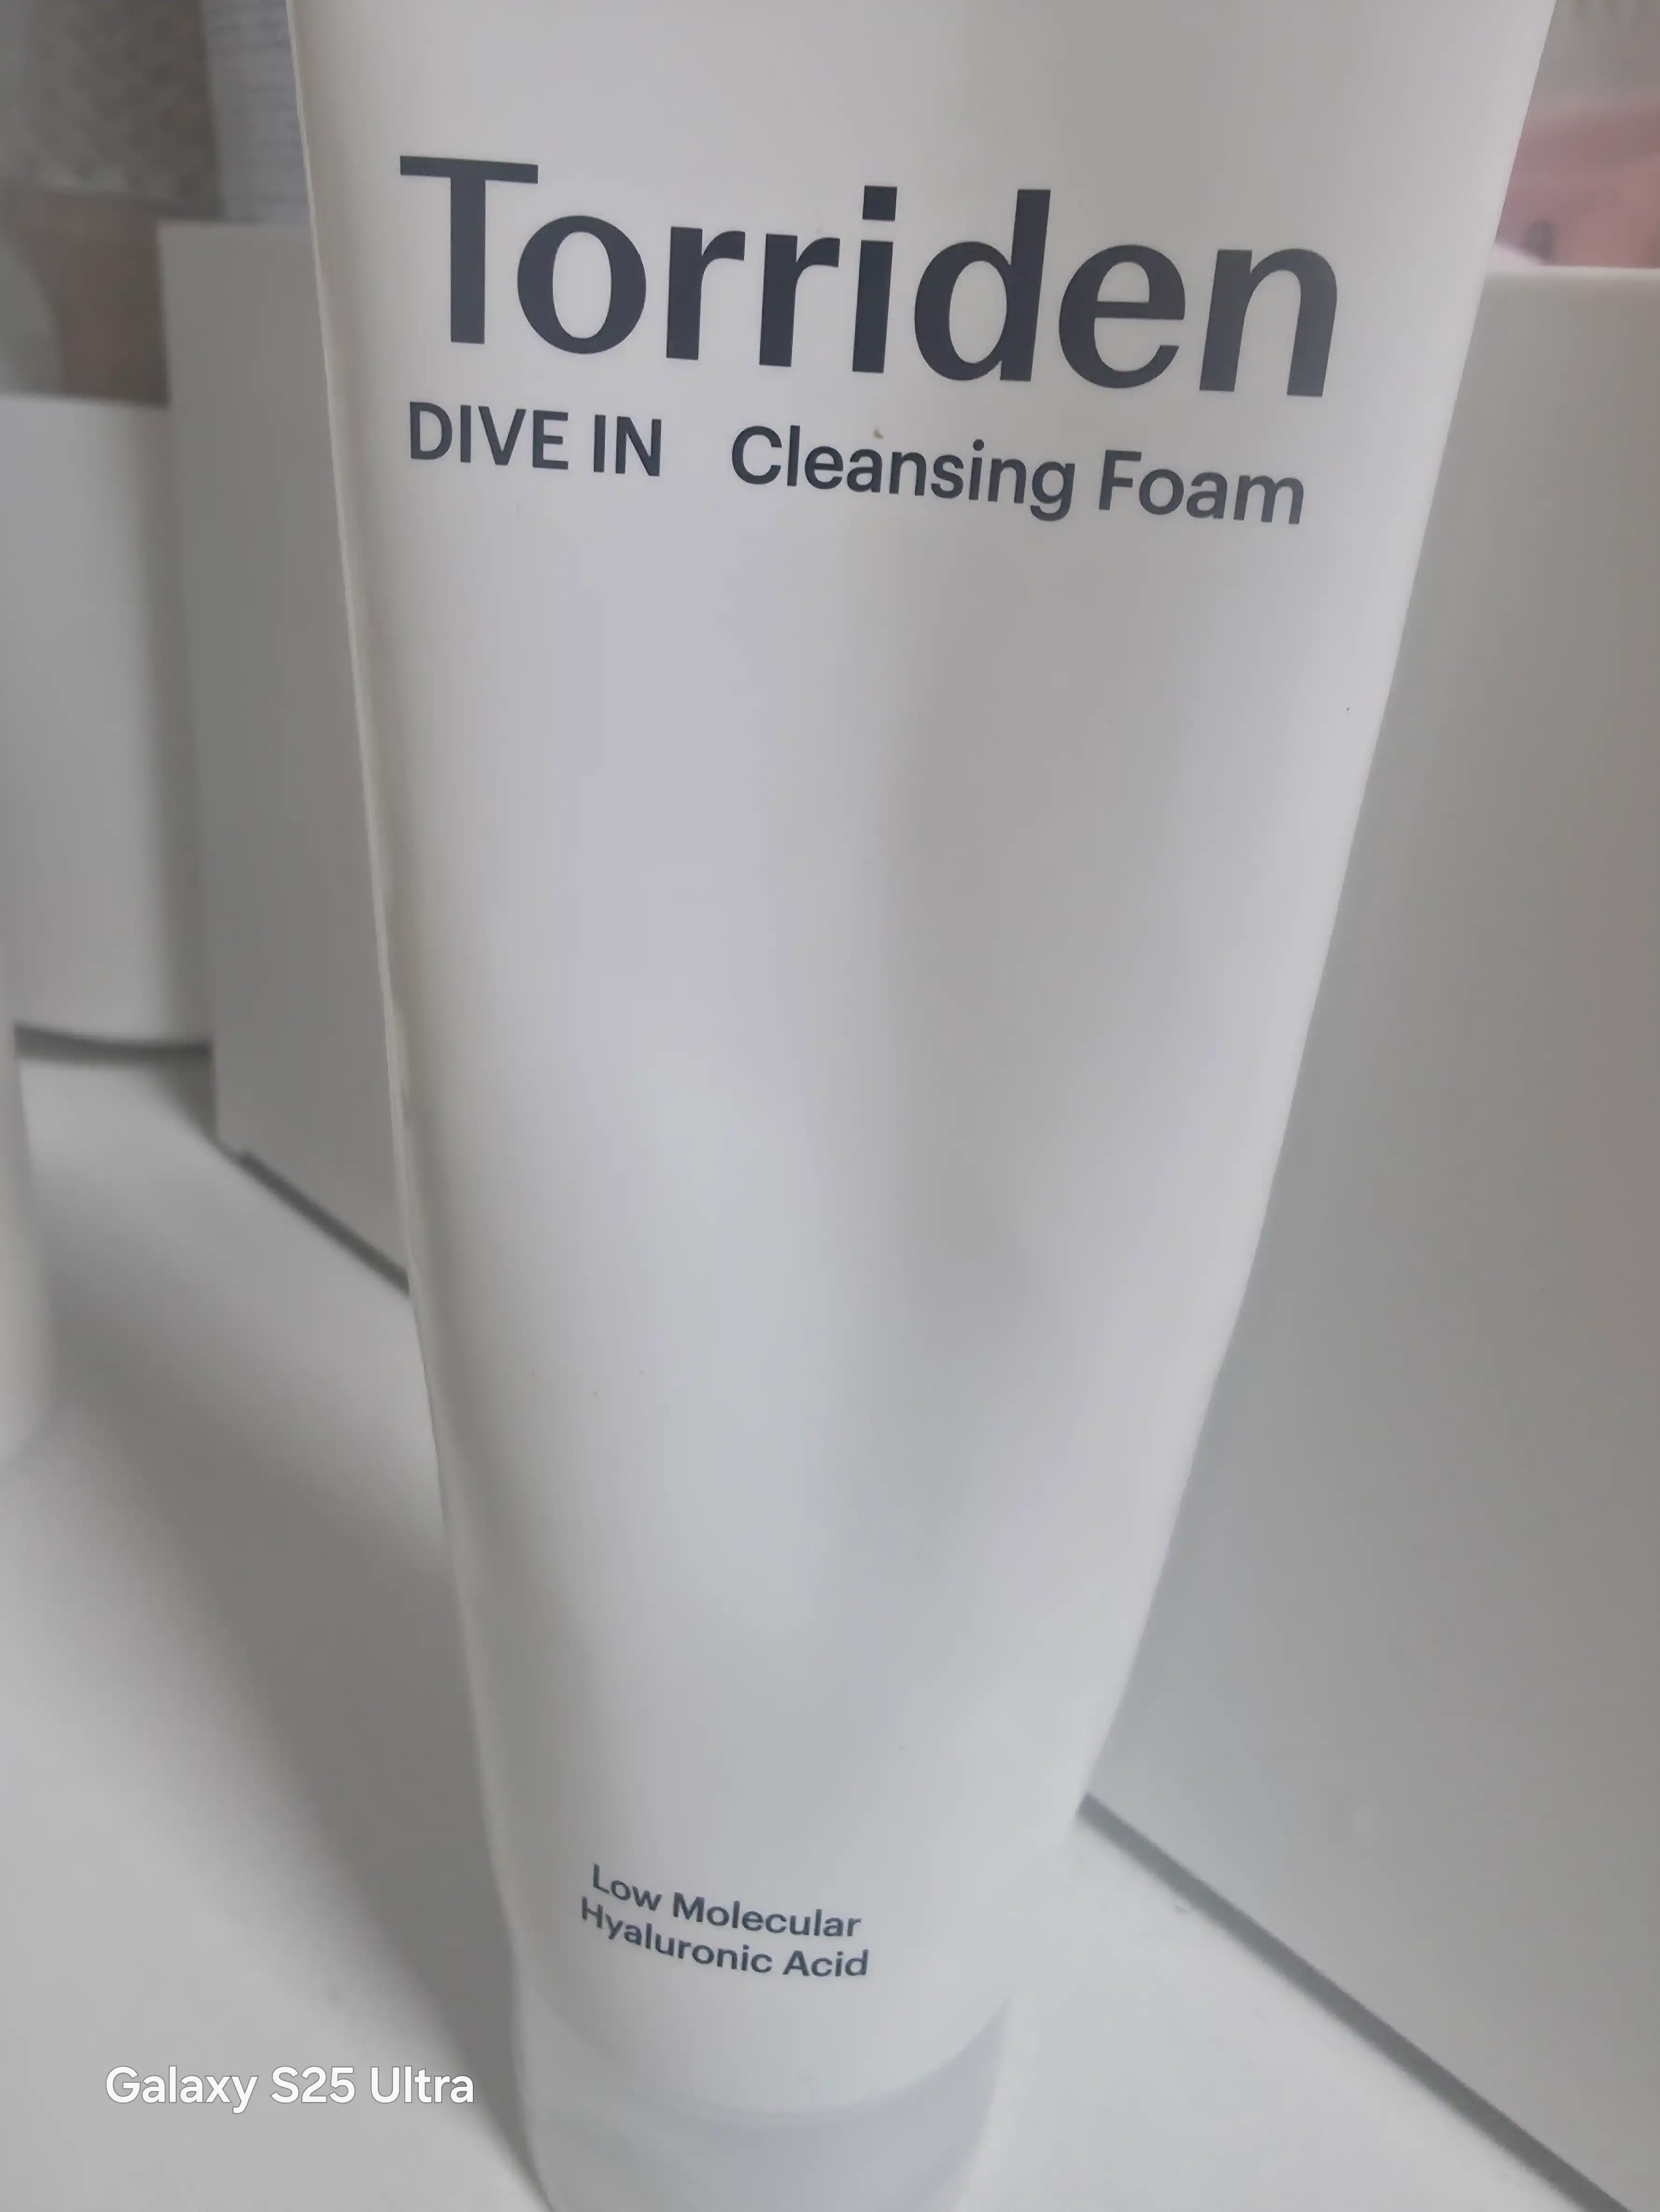 Torriden
DIVE IN Cleansing Foam
Low Molecular
Hyaluronic Acid
Galaxy S25 Ultra